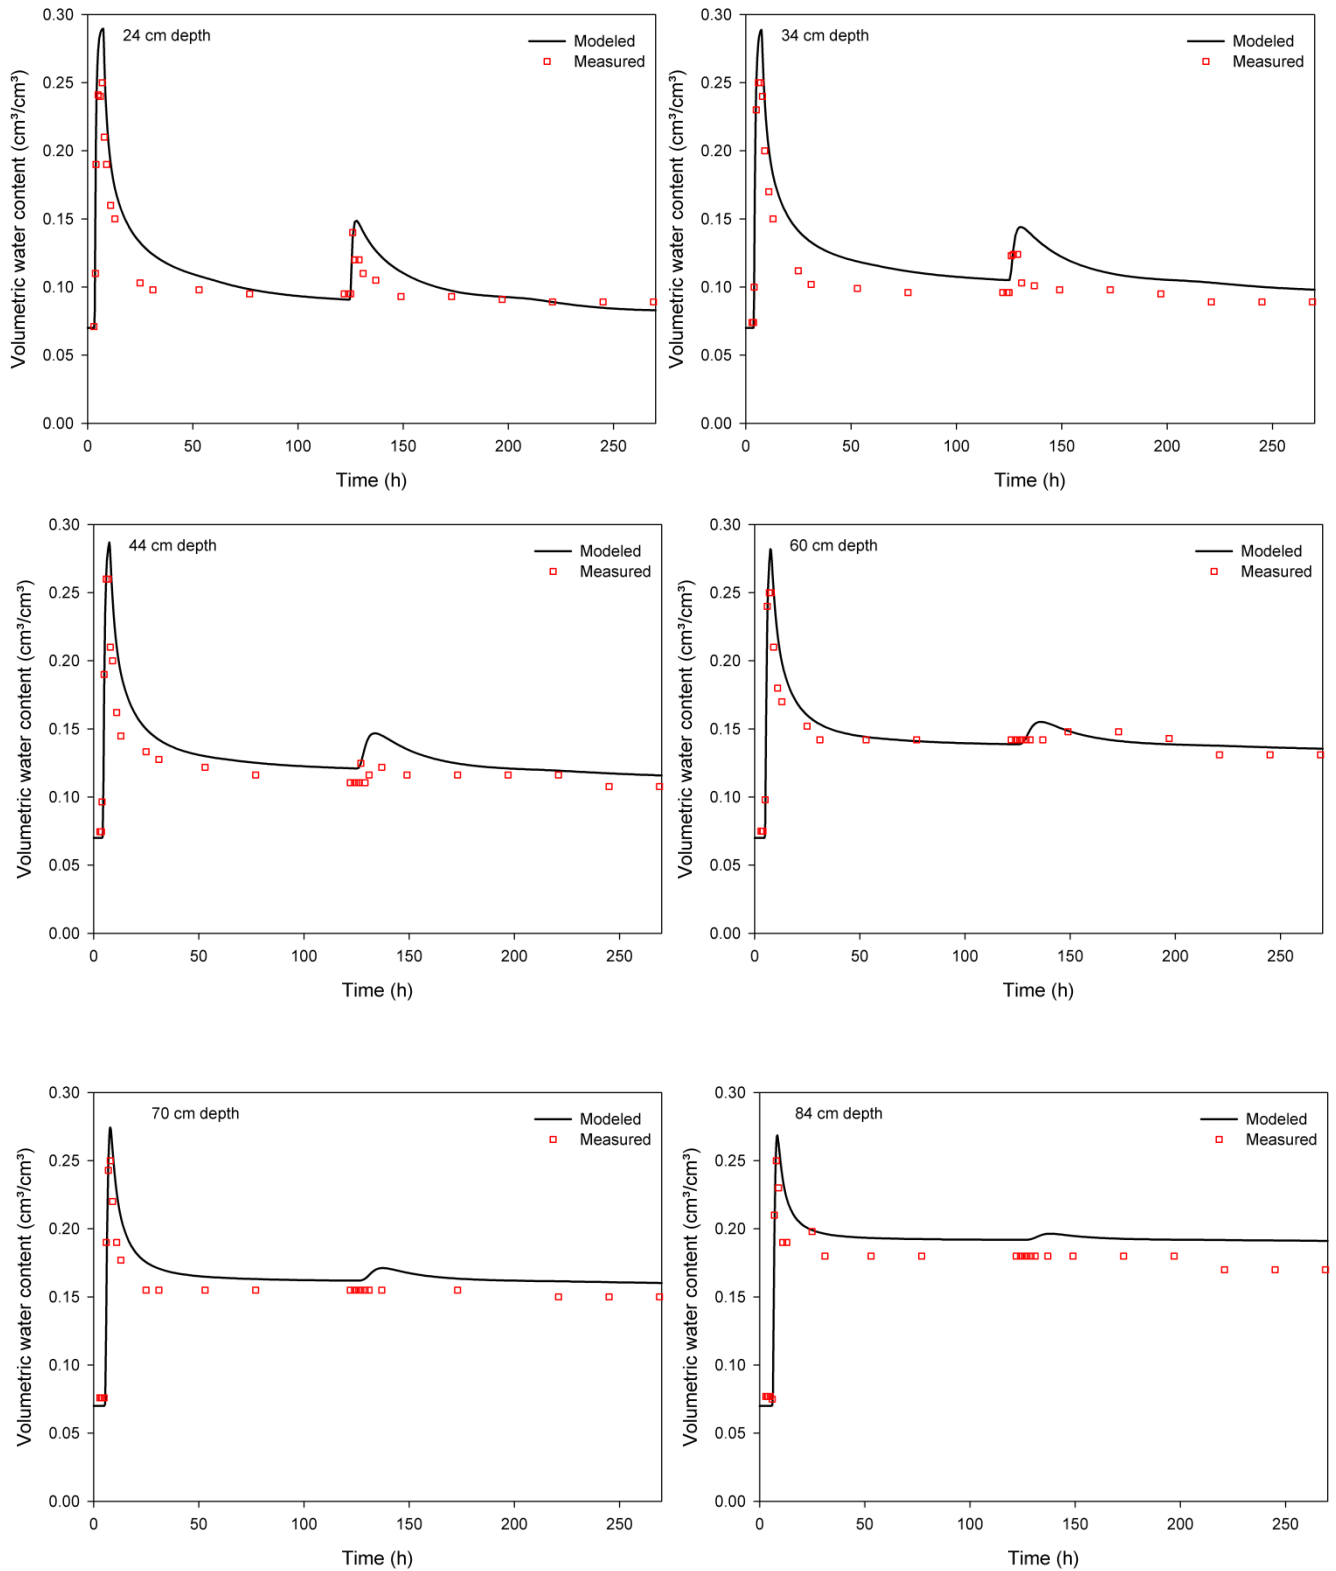 24 cm depth
Modeled
Measured
Volumetric water content (cm³/cm³)
0.30
0.25
0.20
0.15
0.10
0.05
0.00
0 50 100 150 200 250
Time (h)
34 cm depth
Modeled
Measured
Volumetric water content (cm³/cm³)
0.30
0.25
0.20
0.15
0.10
0.05
0.00
0 50 100 150 200 250
Time (h)
44 cm depth
Modeled
Measured
Volumetric water content (cm³/cm³)
0.30
0.25
0.20
0.15
0.10
0.05
0.00
0 50 100 150 200 250
Time (h)
60 cm depth
Modeled
Measured
Volumetric water content (cm³/cm³)
0.30
0.25
0.20
0.15
0.10
0.05
0.00
0 50 100 150 200 250
Time (h)
70 cm depth
Modeled
Measured
Volumetric water content (cm³/cm³)
0.30
0.25
0.20
0.15
0.10
0.05
0.00
0 50 100 150 200 250
Time (h)
84 cm depth
Modeled
Measured
Volumetric water content (cm³/cm³)
0.30
0.25
0.20
0.15
0.10
0.05
0.00
0 50 100 150 200 250
Time (h)